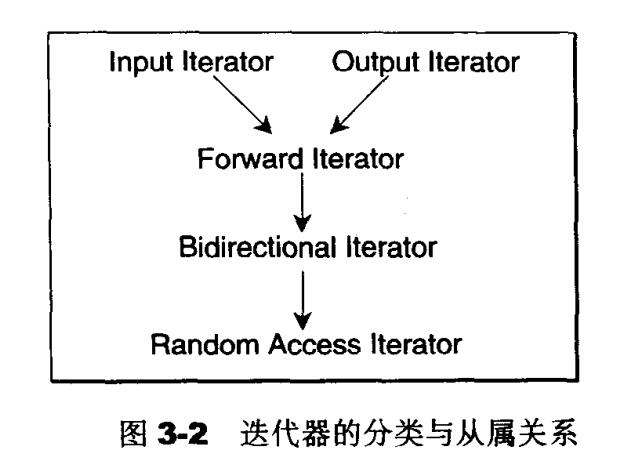 Input Iterator Output Iterator
Forward Iterator
Bidirectional Iterator
Random Access Iterator
图 3-2 迭代器的分类与从属关系